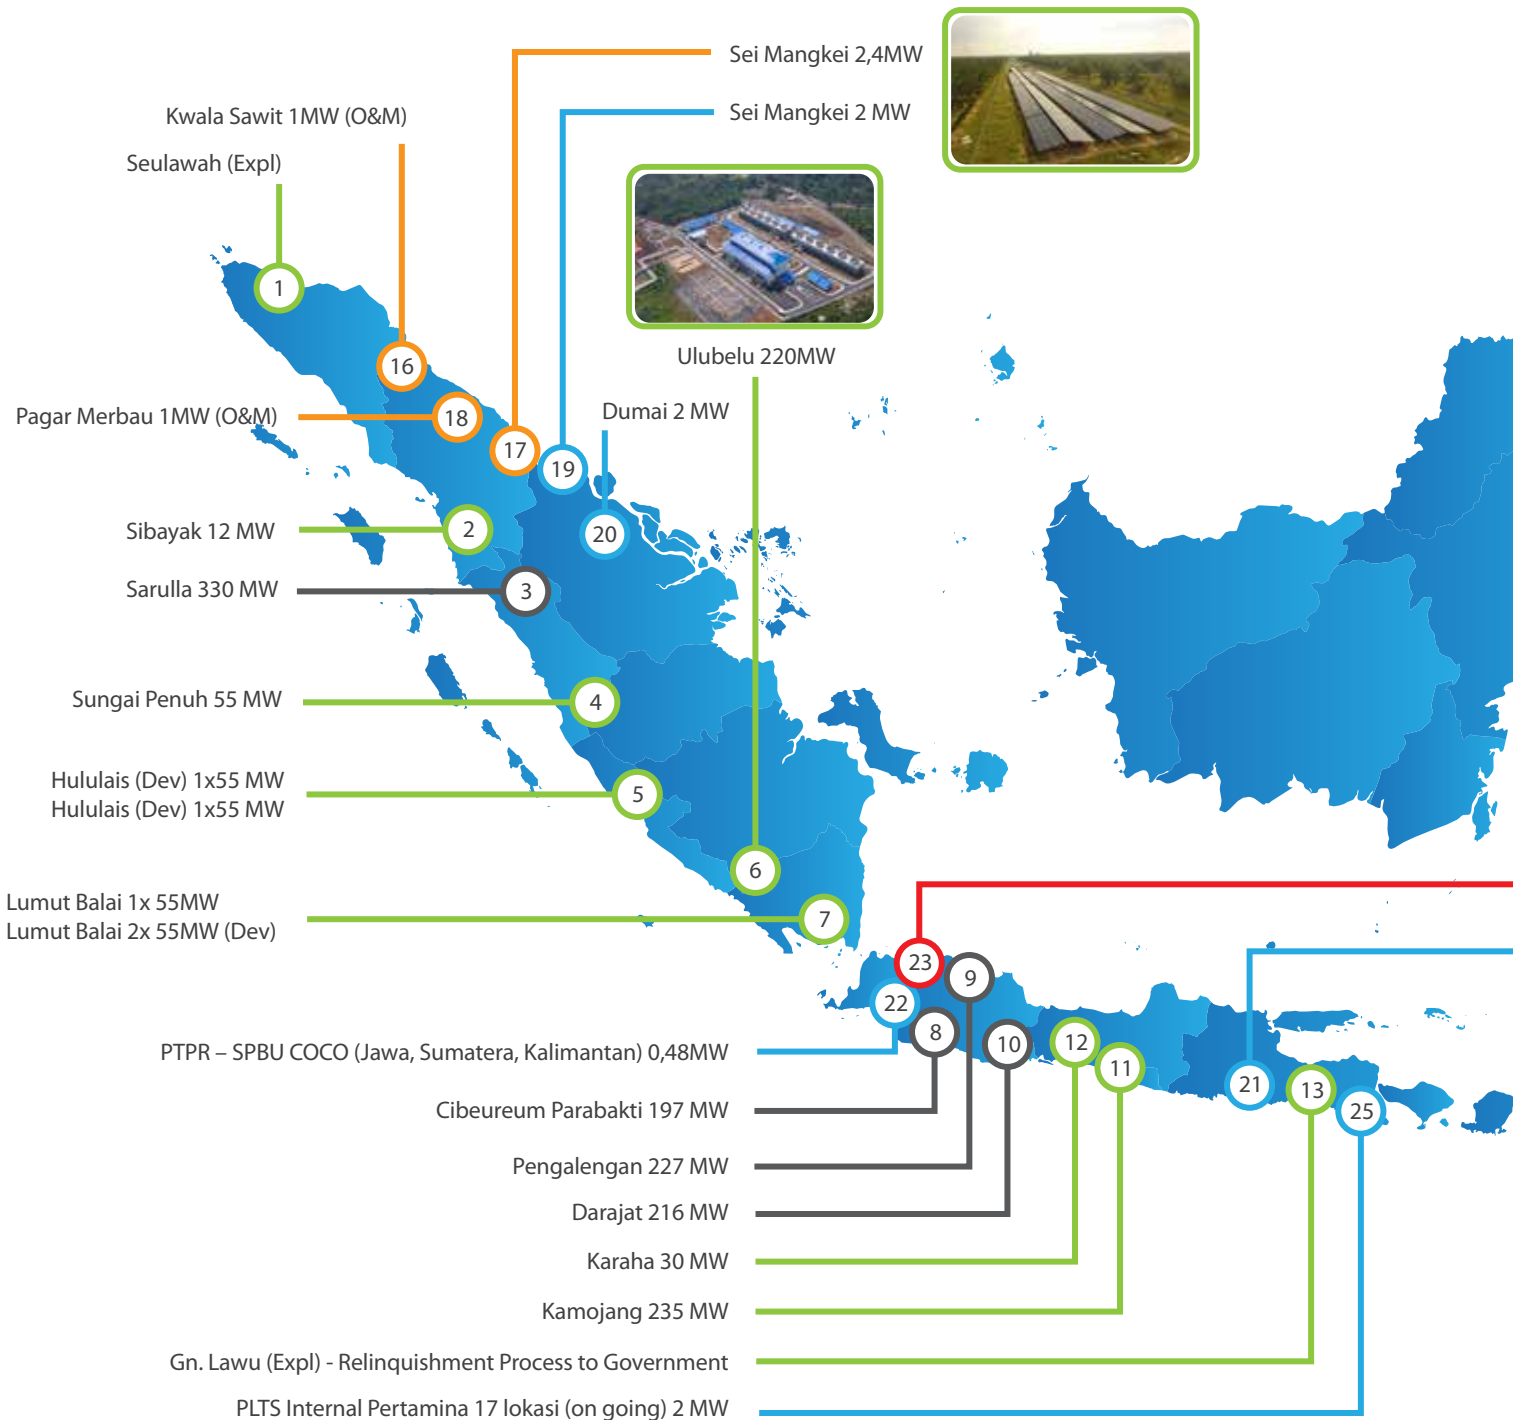 Sei Mangkei 2,4MW
Kwala Sawit 1MW (O&M)
Sei Mangkei 2 MW
Seulawah (Expl)
1
Ulubelu 220MW
16
Pagar Merbau 1MW (O&M)
18
Dumai 2 MW
17
19
Sibayak 12 MW
2
20
Sarulla 330 MW
3
Sungai Penuh 55 MW
4
Hululais (Dev) 1x55 MW
Hululais (Dev) 1x55 MW
5
6
Lumut Balai 1x 55MW
Lumut Balai 2x 55MW (Dev)
7
23
9
22
8
10
12
11
21
13
25
PTPR – SPBU COCO (Jawa, Sumatera, Kalimantan) 0,48MW
Cibeureum Parabakti 197 MW
Pengalengan 227 MW
Darajat 216 MW
Karaha 30 MW
Kamojang 235 MW
Gn. Lawu (Expl) - Relinquishment Process to Government
PLTS Internal Pertamina 17 lokasi (on going) 2 MW